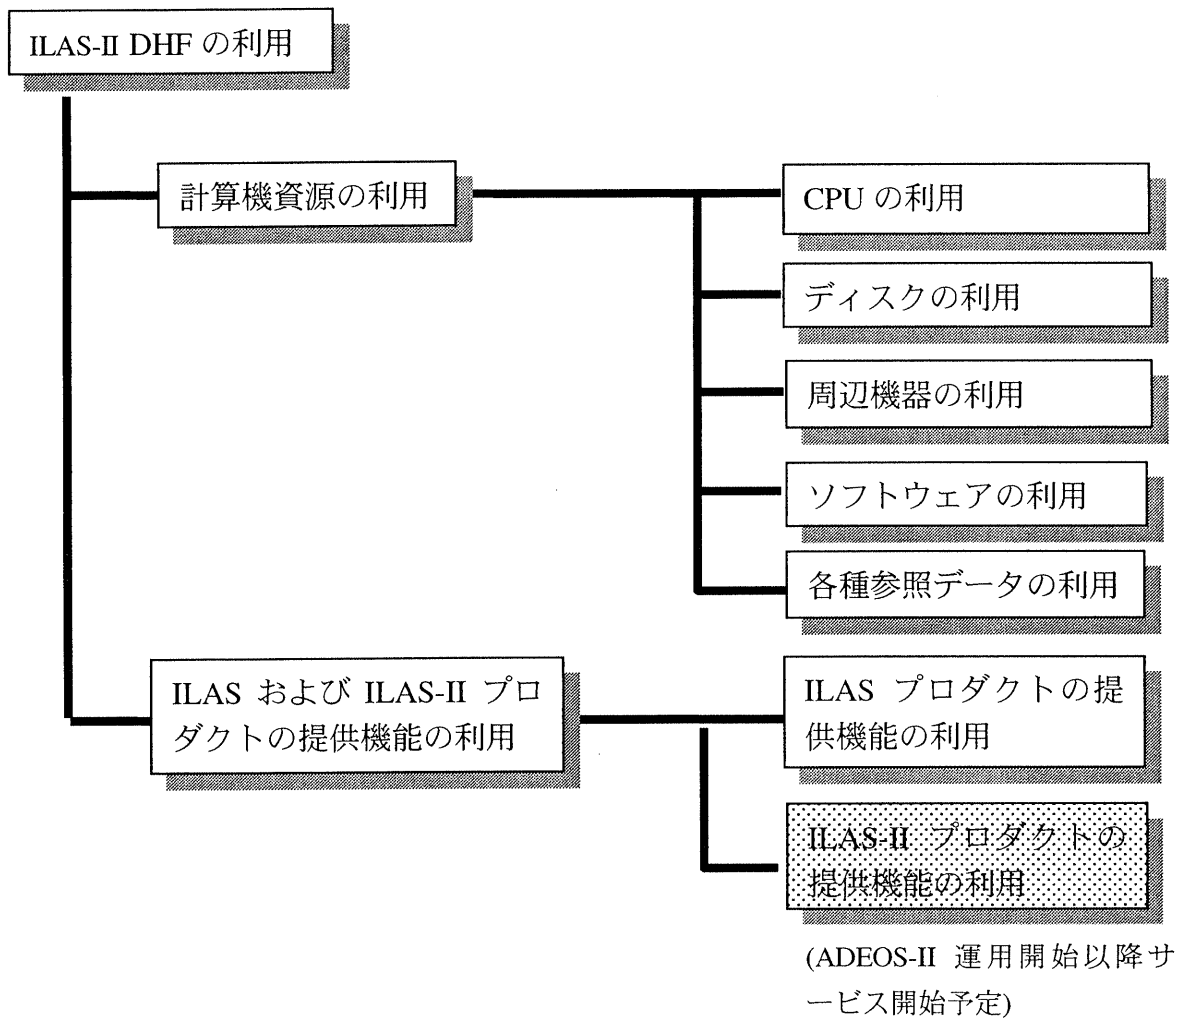 ILAS-II DHF の利用
計算機資源の利用
CPU の利用
ディスクの利用
周辺機器の利用
ソフトウェアの利用
各種参照データの利用
ILAS および ILAS-II プロ
ダクトの提供機能の利用
ILAS プロダクトの提
供機能の利用
ILAS-II プロダクトの
提供機能の利用
(ADEOS-II 運用開始以降サ
ービス開始予定)